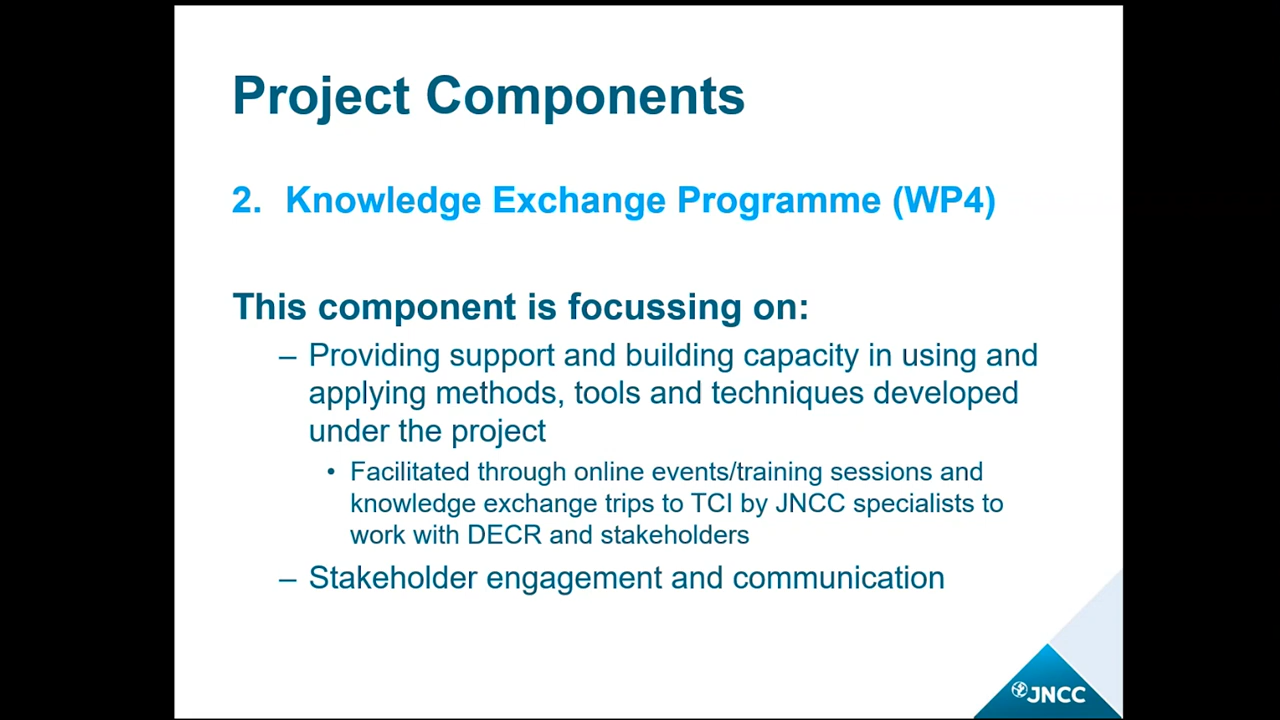 Project Components
2. Knowledge Exchange Programme (WP4)
This component is focussing on:
– Providing support and building capacity in using and
applying methods, tools and techniques developed
under the project
• Facilitated through online events/training sessions and
knowledge exchange trips to TCI by JNCC specialists to
work with DECR and stakeholders
– Stakeholder engagement and communication
JNCC